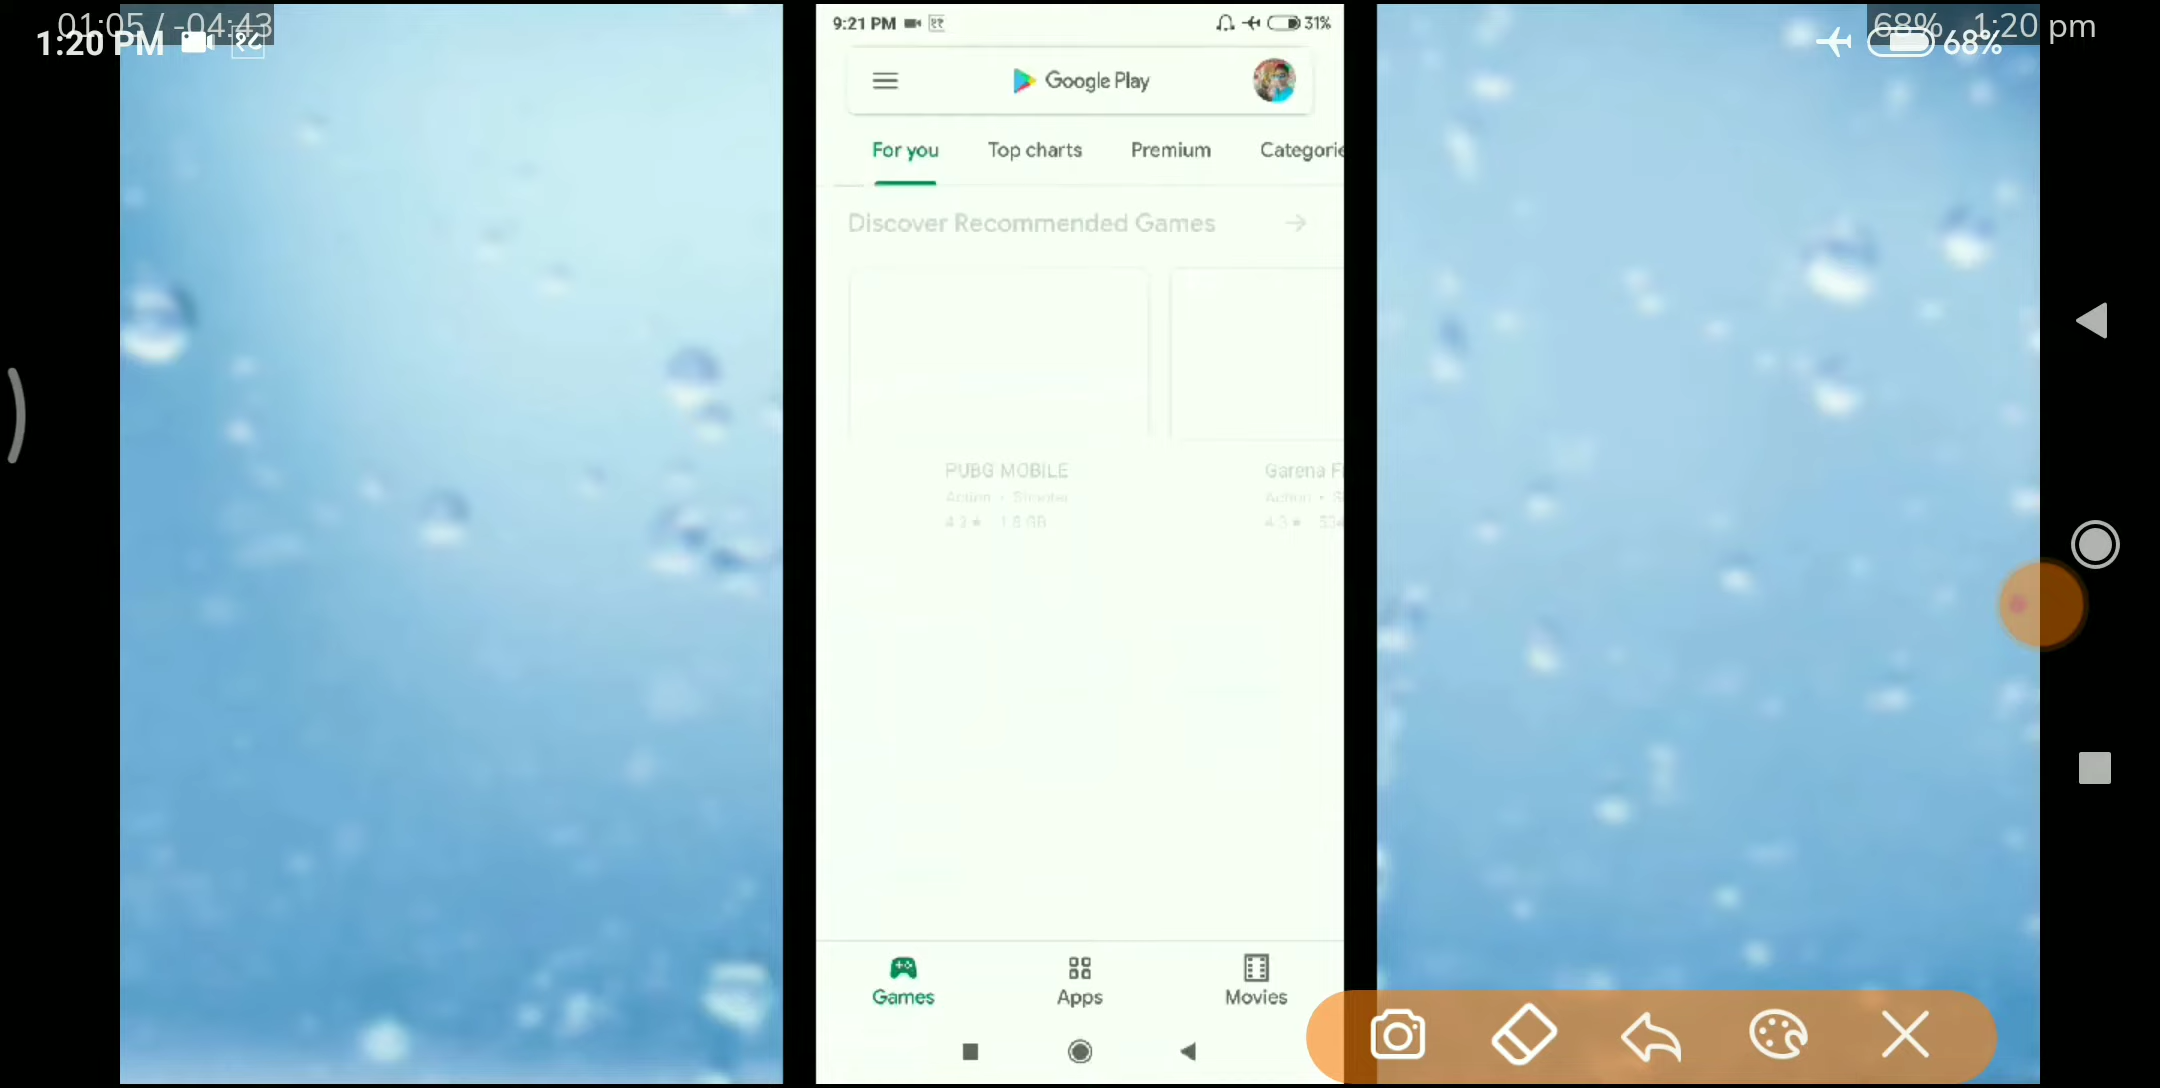 01:05 / -04:43
1:20 PM
१८
68% 1:20 pm
68%
9:21 PM
31%
Google Play
For you Top charts Premium Categorie
Discover Recommended Games
PUBG MOBILE Garena F
Action • Shooter Action • S
4.3 ★ 1.8 GB 4.3 ★ 534
Games Apps Movies